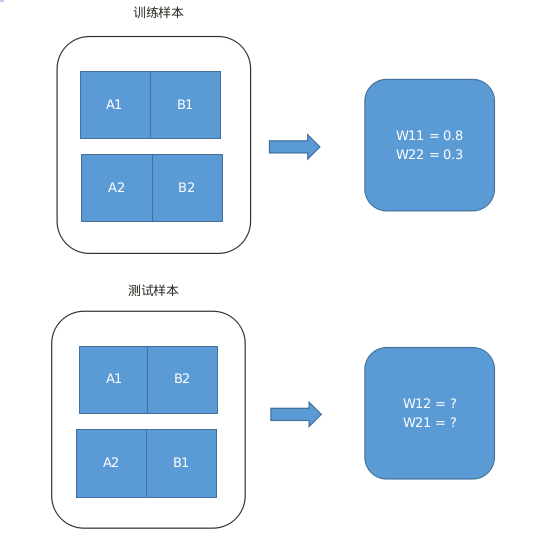 训练样本
A1 B1
A2 B2
W11 = 0.8
W22 = 0.3
测试样本
A1 B2
A2 B1
W12 = ?
W21 = ?